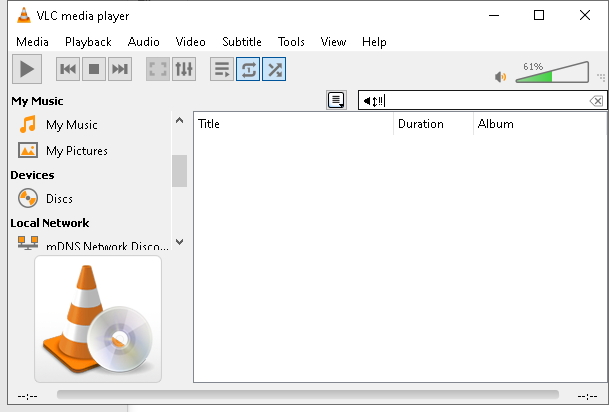 VLC media player
Media Playback Audio Video Subtitle Tools View Help
61%
My Music
◄↕‼
My Music
Title Duration Album
My Pictures
Devices
Discs
Local Network
mDNS Network Disco...
--:-- --:--